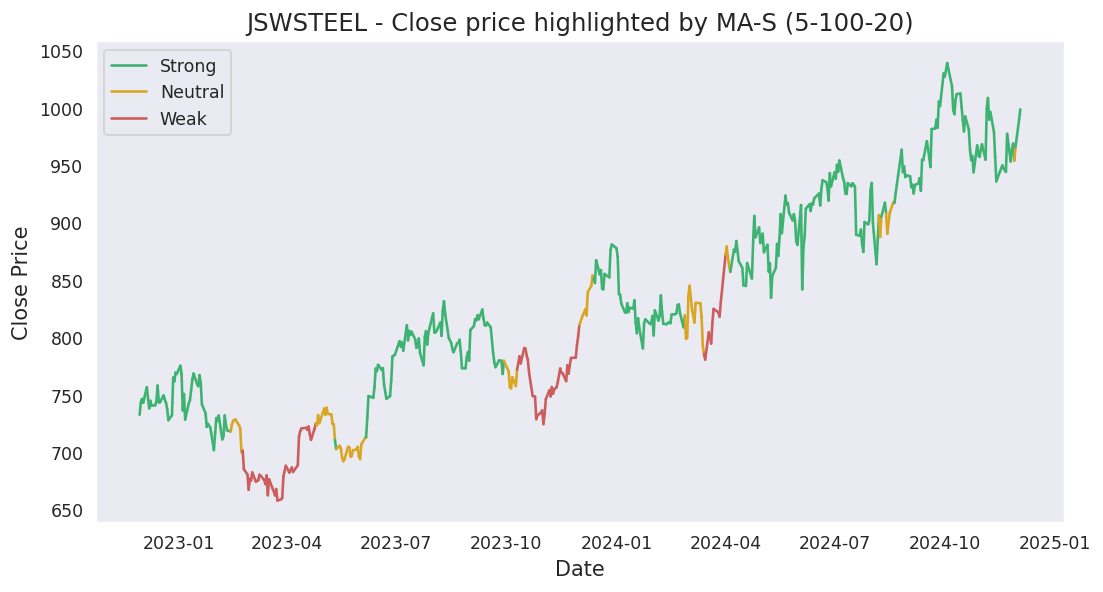 JSWSTEEL - Close price highlighted by MA-S (5-100-20)
Strong
Neutral
Weak
Close Price
1050
1000
950
900
850
800
750
700
650
2023-01 2023-04 2023-07 2023-10 2024-01 2024-04 2024-07 2024-10 2025-01
Date